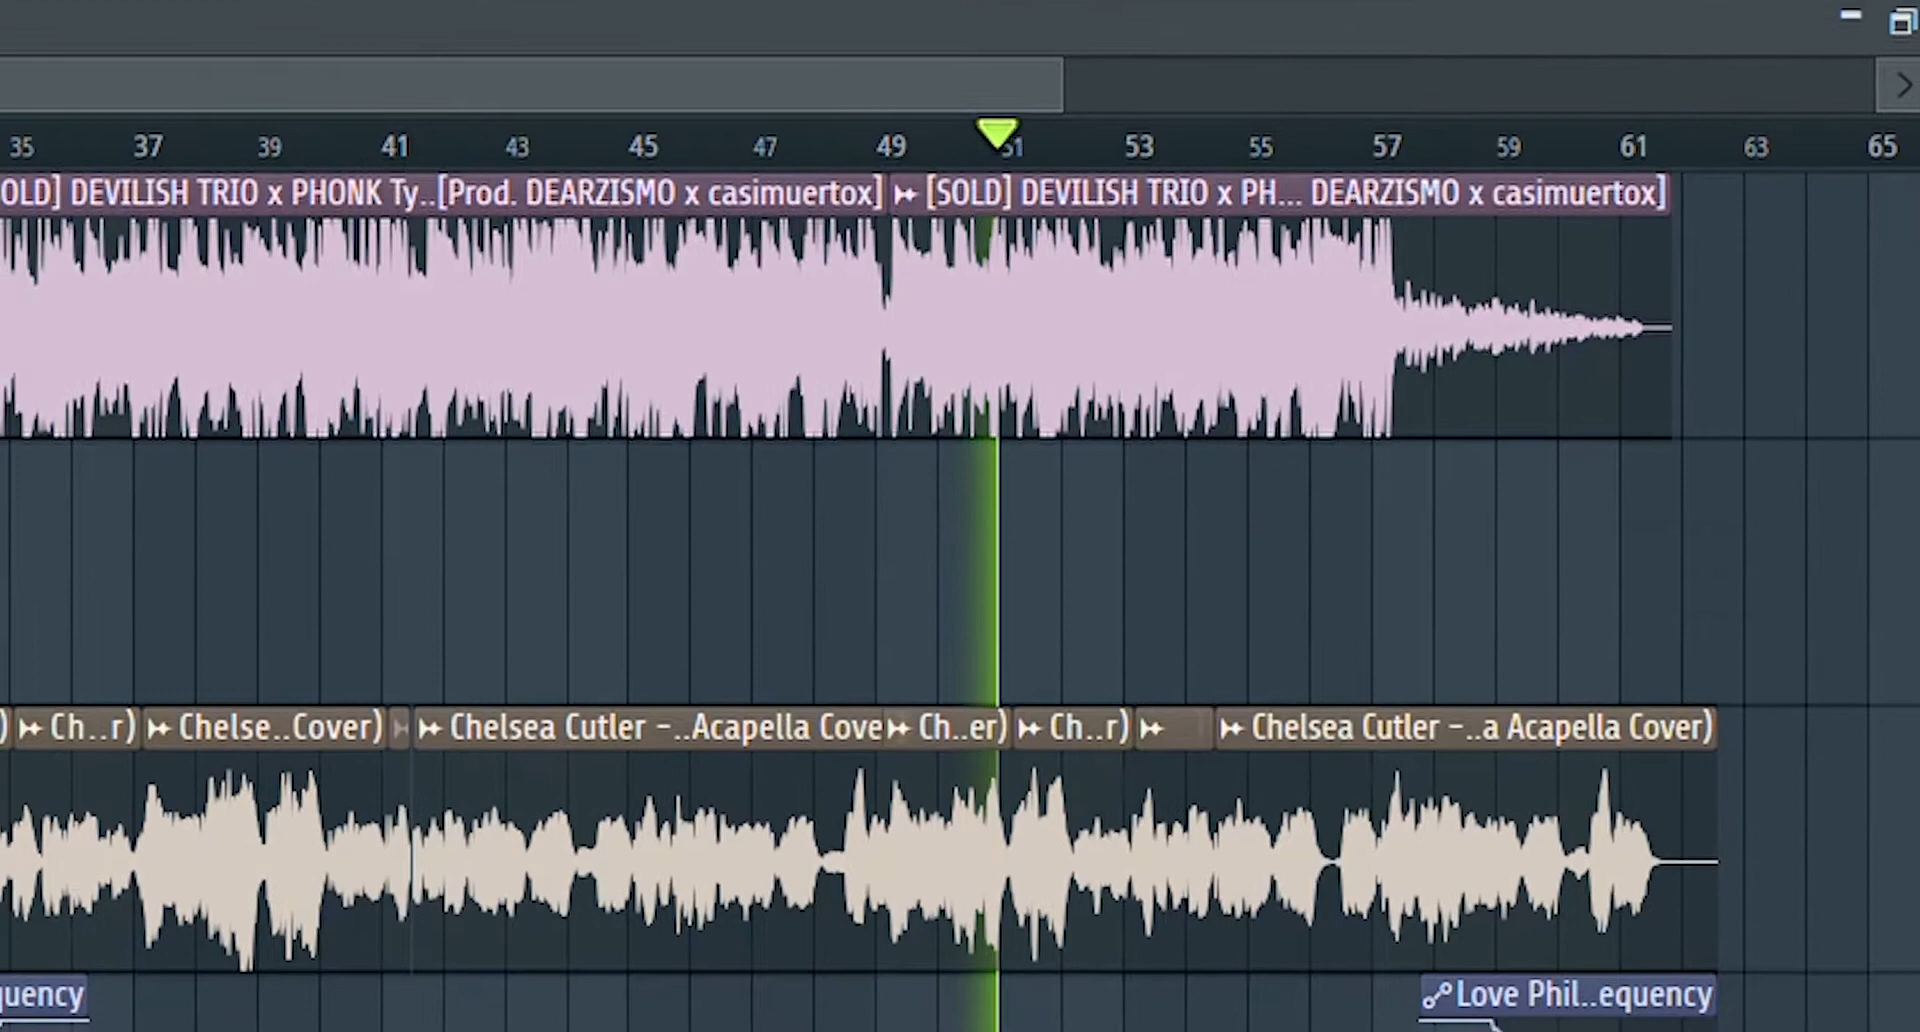 35 37 39 41 43 45 47 49 51 53 55 57 59 61 63 65
OLD] DEVILISH TRIO x PHONK Ty..[Prod. DEARZISMO x casimuertox] [SOLD] DEVILISH TRIO x PH... DEARZISMO x casimuertox]
) Ch..r) Chelse..Cover) Chelsea Cutler -..Acapella Cove Ch..er) Ch..r) Chelsea Cutler -..a Acapella Cover)
quency Love Phil..equency